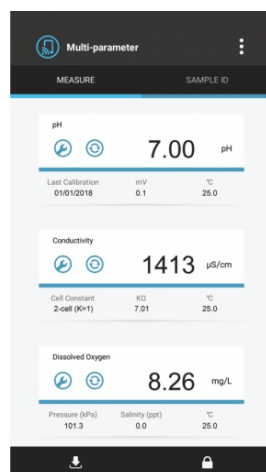 Multi-parameter
MEASURE SAMPLE ID
pH
7.00 pH
Last Calibration mV °C
01/01/2018 0.1 25.0
Conductivity
1413 µS/cm
Cell Constant KΩ °C
2-cell (K=1) 7.01 25.0
Dissolved Oxygen
8.26 mg/L
Pressure (kPa) Salinity (ppt) °C
101.3 0.0 25.0